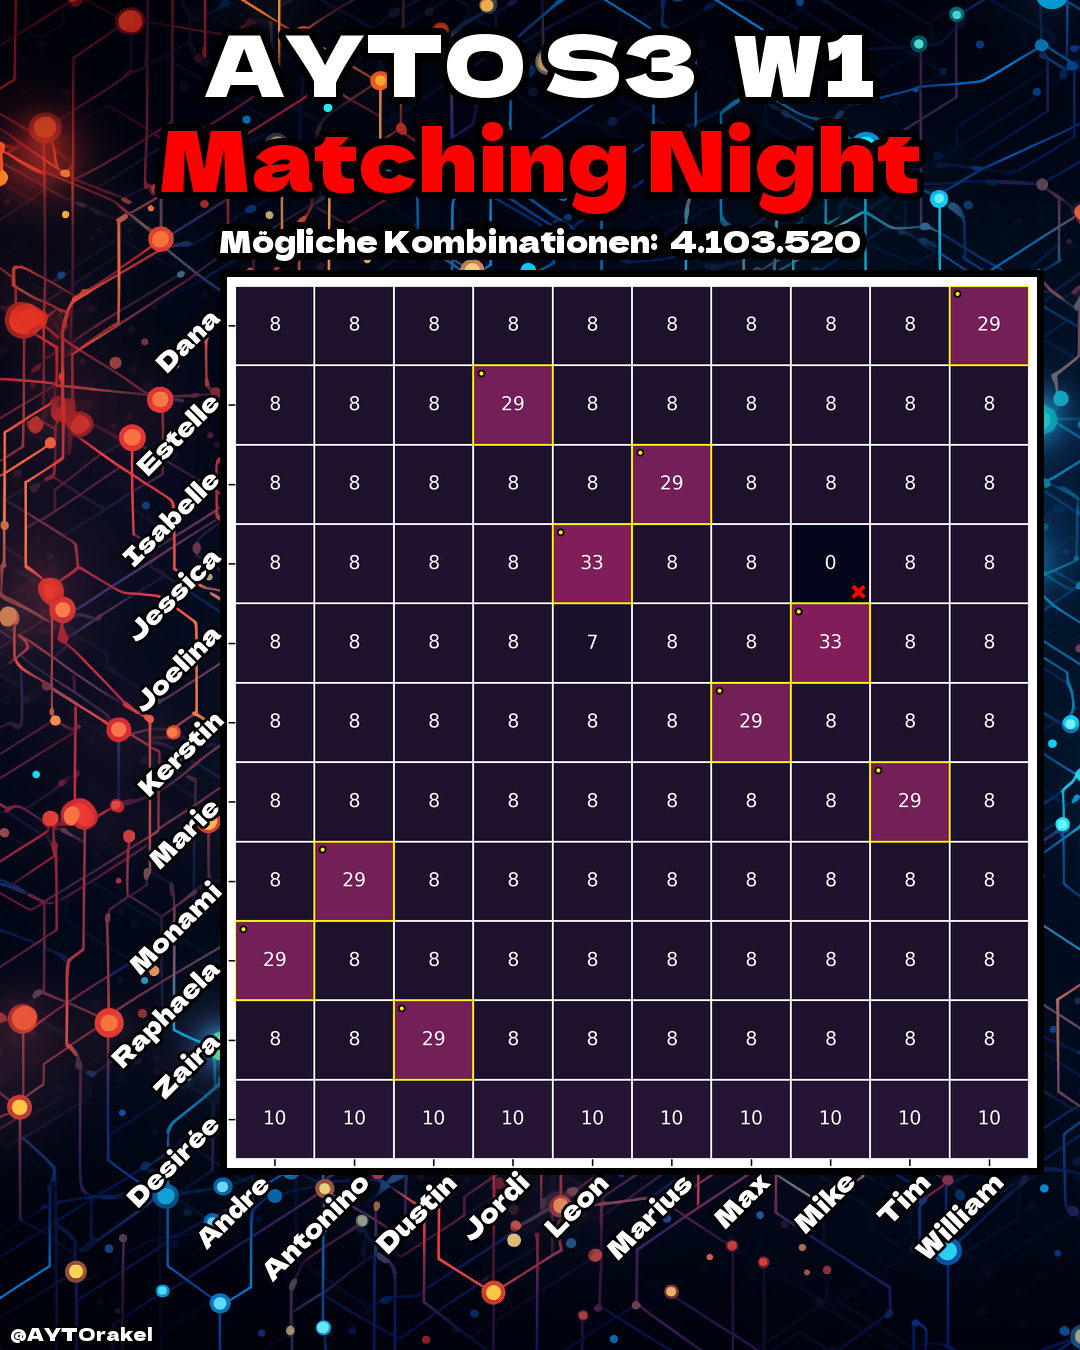 AYTO S3 W1
Matching Night
Mögliche Kombinationen: 4.103.520
Dana 8 8 8 8 8 8 8 8 8 29
Estelle 8 8 8 29 8 8 8 8 8 8
Isabelle 8 8 8 8 8 29 8 8 8 8
Jessica 8 8 8 8 33 8 8 0 8 8
Joelina 8 8 8 8 7 8 8 33 8 8
Kerstin 8 8 8 8 8 8 29 8 8 8
Marie 8 8 8 8 8 8 8 8 29 8
Monami 8 29 8 8 8 8 8 8 8 8
Raphaela 29 8 8 8 8 8 8 8 8 8
Zaira 8 8 29 8 8 8 8 8 8 8
Desirée 10 10 10 10 10 10 10 10 10 10
Andre Antonino Dustin Jordi Leon Marius Max Mike Tim William
@AYTOrakel